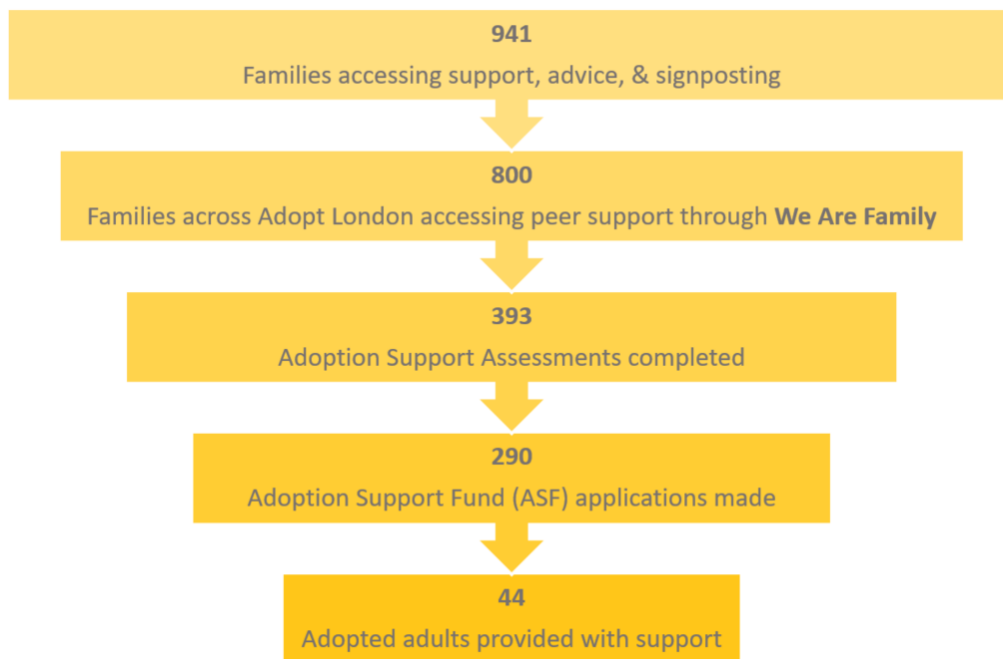 941
Families accessing support, advice, & signposting
800
Families across Adopt London accessing peer support through We Are Family
393
Adoption Support Assessments completed
290
Adoption Support Fund (ASF) applications made
44
Adopted adults provided with support